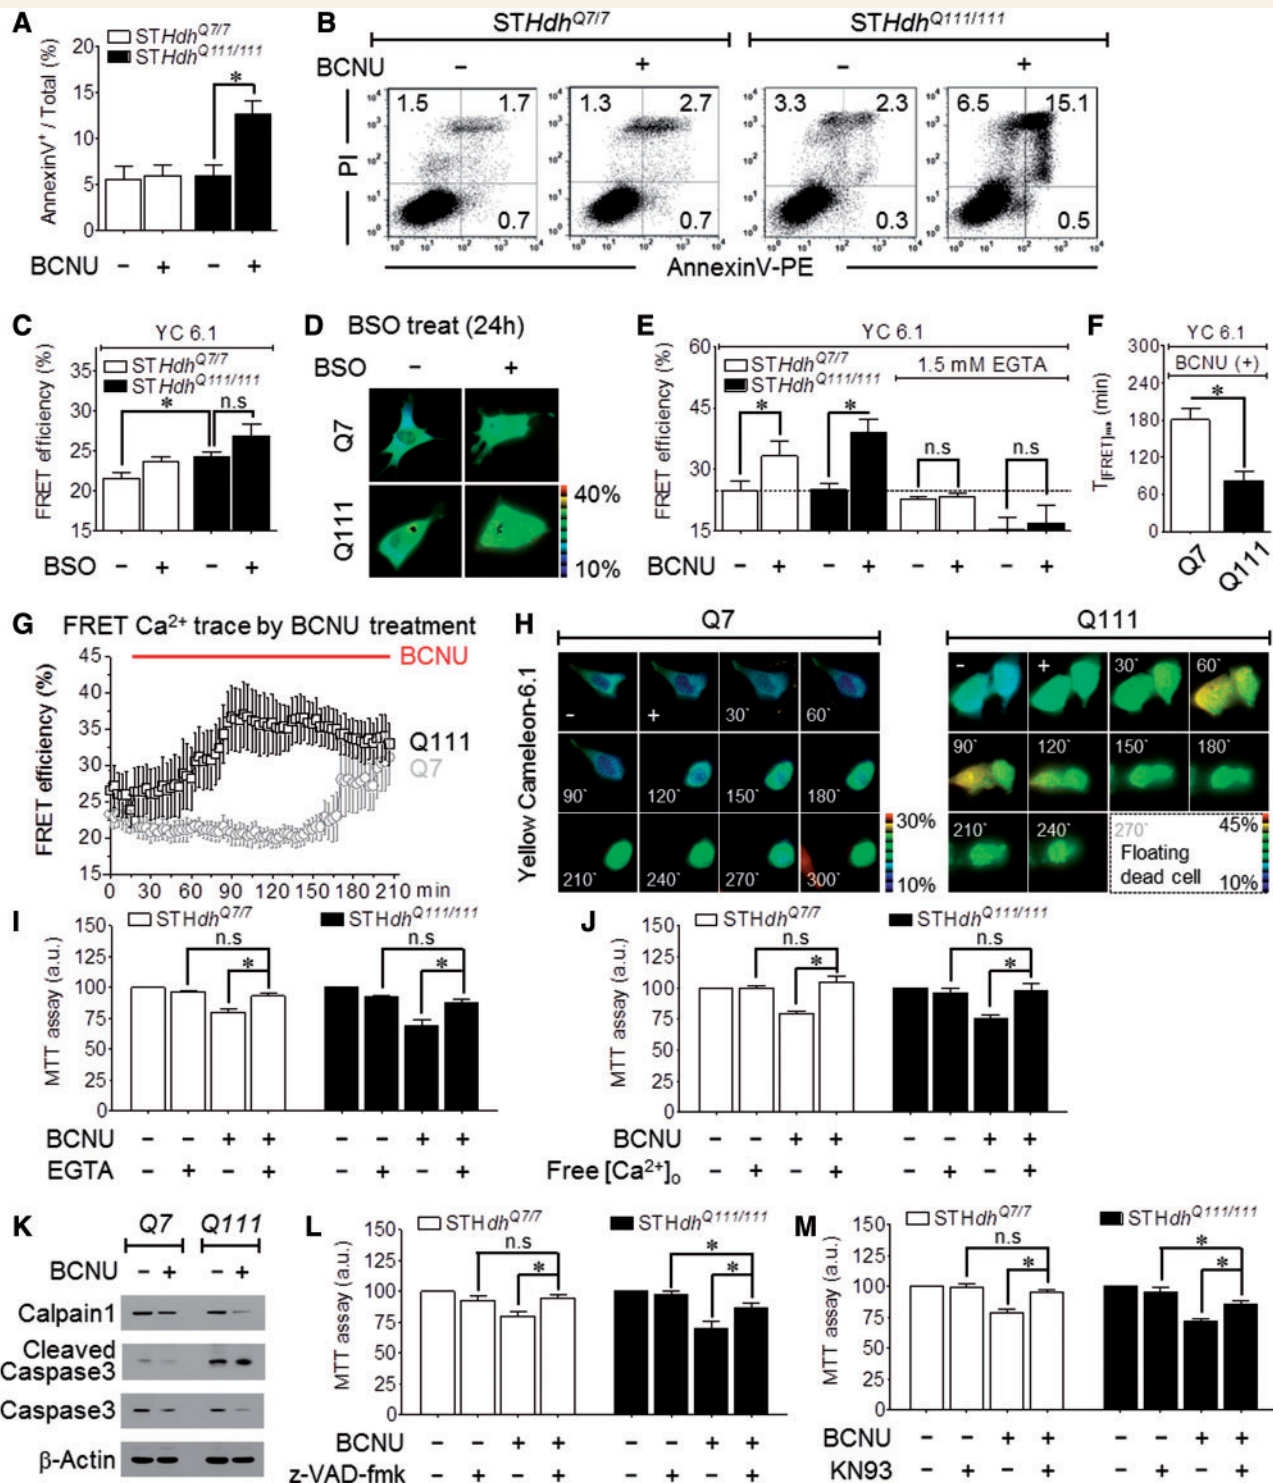 A
STHdhQ7/7
STHdhQ111/111
AnnexinV+ / Total (%)
20
15
10
5
0
*
BCNU − + − +
B
STHdhQ7/7
STHdhQ111/111
BCNU − + − +
1.5 1.7 1.3 2.7 3.3 2.3 6.5 15.1
0.7 0.7 0.3 0.5
10⁴
10³
10²
10¹
10⁰
10⁰ 10¹ 10² 10³ 10⁴
PI
AnnexinV-PE
C
YC 6.1
STHdhQ7/7
STHdhQ111/111
FRET efficiency (%)
35
30
25
20
15
* n.s
BSO − + − +
D BSO treat (24h)
BSO − +
Q7
Q111
40%
10%
E
YC 6.1
STHdhQ7/7
STHdhQ111/111
1.5 mM EGTA
FRET efficiency (%)
60
45
30
15
* * n.s n.s
BCNU − + − + − + − +
F
YC 6.1
BCNU (+)
300
240
180
120
60
0
*
(min)
Q7 Q111
G FRET Ca2+ trace by BCNU treatment
BCNU
FRET efficiency (%)
45
40
35
30
25
20
15
Q111
Q7
0 30 60 90 120 150 180 210 min
H
Q7
Q111
Yellow Cameleon-6.1
− + 30` 60`
90` 120` 150` 180`
210` 240` 270` 300`
30%
10%
− + 30` 60`
90` 120` 150` 180`
210` 240` 270`
Floating
dead cell
45%
10%
I
STHdhQ7/7
STHdhQ111/111
MTT assay (a.u.)
150
125
100
75
50
25
0
n.s * n.s *
BCNU − − + + − − + +
EGTA − + − + − + − +
J
STHdhQ7/7
STHdhQ111/111
MTT assay (a.u.)
150
125
100
75
50
25
0
n.s * n.s *
BCNU − − + + − − + +
Free [Ca2+]o − + − + − + − +
K
Q7 Q111
BCNU − + − +
Calpain1
Cleaved
Caspase3
Caspase3
β-Actin
L
STHdhQ7/7
STHdhQ111/111
MTT assay (a.u.)
150
125
100
75
50
25
0
n.s * * *
BCNU − − + + − − + +
z-VAD-fmk − + − + − + − +
M
STHdhQ7/7
STHdhQ111/111
MTT assay (a.u.)
150
125
100
75
50
25
0
n.s * * *
BCNU − − + + − − + +
KN93 − + − + − + − +